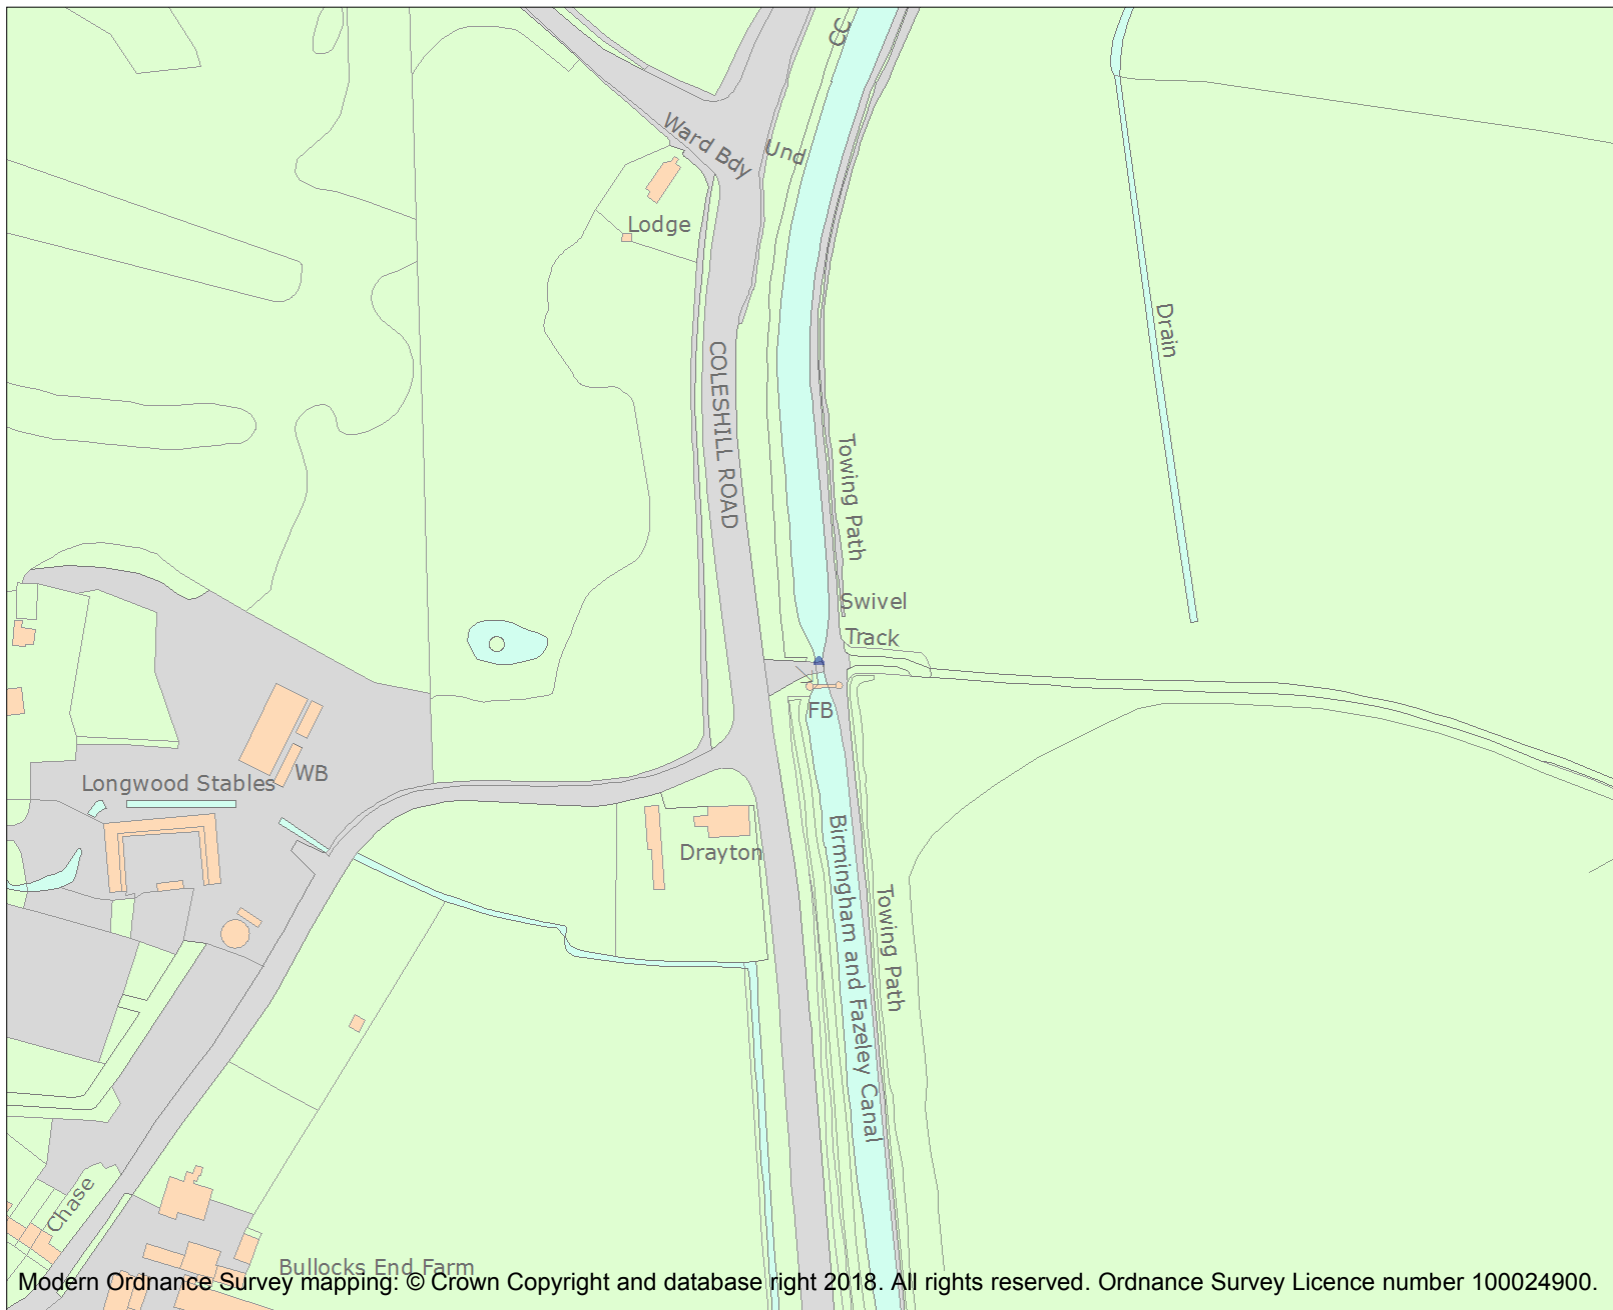 CC
Ward Bdy
Und
Lodge
Drain
COLESHILL ROAD
Towing Path
Swivel
Track
FB
WB
Longwood Stables
Drayton
Birmingham and Fazeley Canal
Towing Path
Chase
Bullocks End Farm
Modern Ordnance Survey mapping: © Crown Copyright and database right 2018. All rights reserved. Ordnance Survey Licence number 100024900.